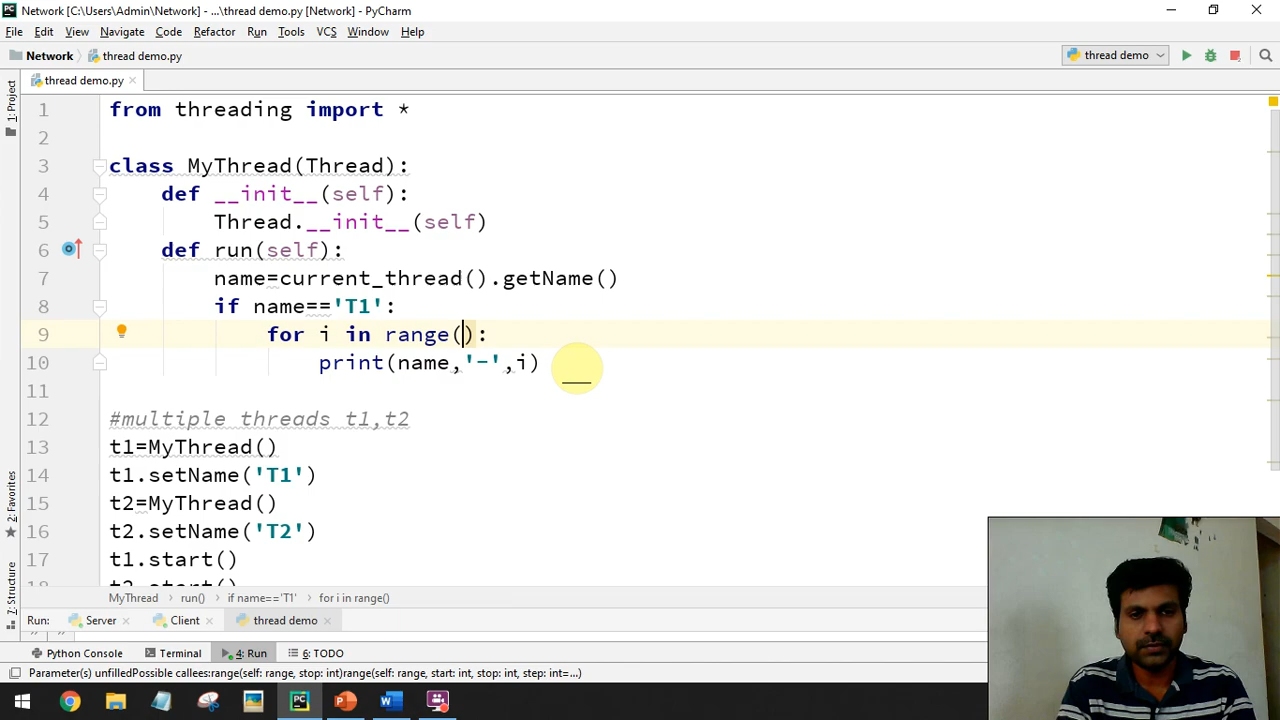 Network [C:\Users\Admin\Network] - ...\thread demo.py [Network] - PyCharm
File Edit View Navigate Code Refactor Run Tools VCS Window Help
Network thread demo.py thread demo
thread demo.py
1: Project
1 from threading import *
2
3 class MyThread(Thread):
4 def __init__(self):
5 Thread.__init__(self)
6 def run(self):
7 name=current_thread().getName()
8 if name=='T1':
9 for i in range():
10 print(name,'-',i)
11
12 #multiple threads t1,t2
13 t1=MyThread()
14 t1.setName('T1')
15 t2=MyThread()
16 t2.setName('T2')
17 t1.start()
18 t2.start()
2: Favorites
7: Structure
MyThread run() if name=='T1' for i in range()
Run: Server Client thread demo
Python Console Terminal 4: Run 6: TODO
Parameter(s) unfilledPossible callees:range(self: range, stop: int)range(self: range, start: int, stop: int, step: int=...)